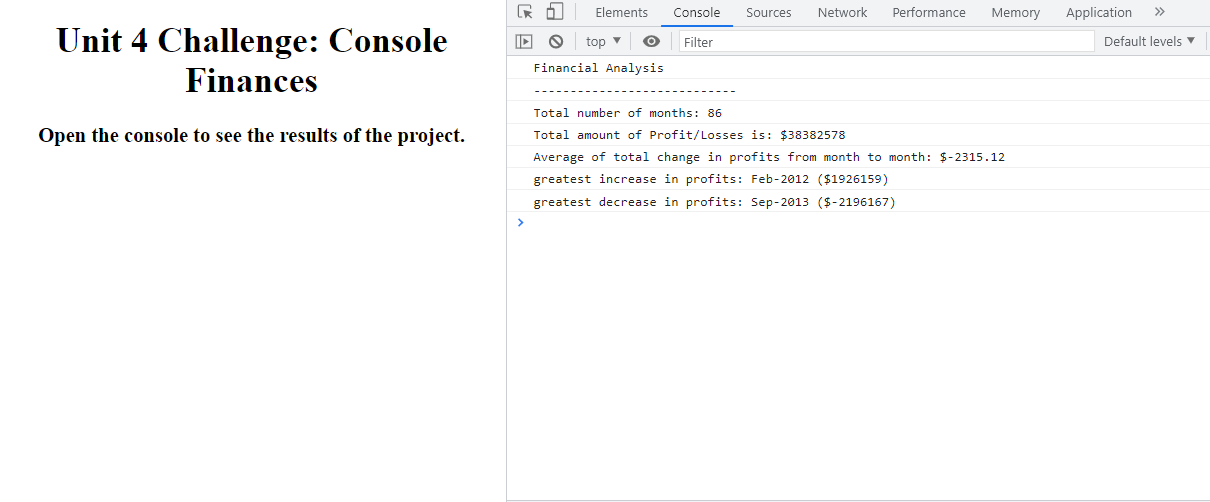 Unit 4 Challenge: Console
Finances
Open the console to see the results of the project.
Elements Console Sources Network Performance Memory Application »
top ▼ Filter Default levels ▼
Financial Analysis
----------------------------
Total number of months: 86
Total amount of Profit/Losses is: $38382578
Average of total change in profits from month to month: $-2315.12
greatest increase in profits: Feb-2012 ($1926159)
greatest decrease in profits: Sep-2013 ($-2196167)
>